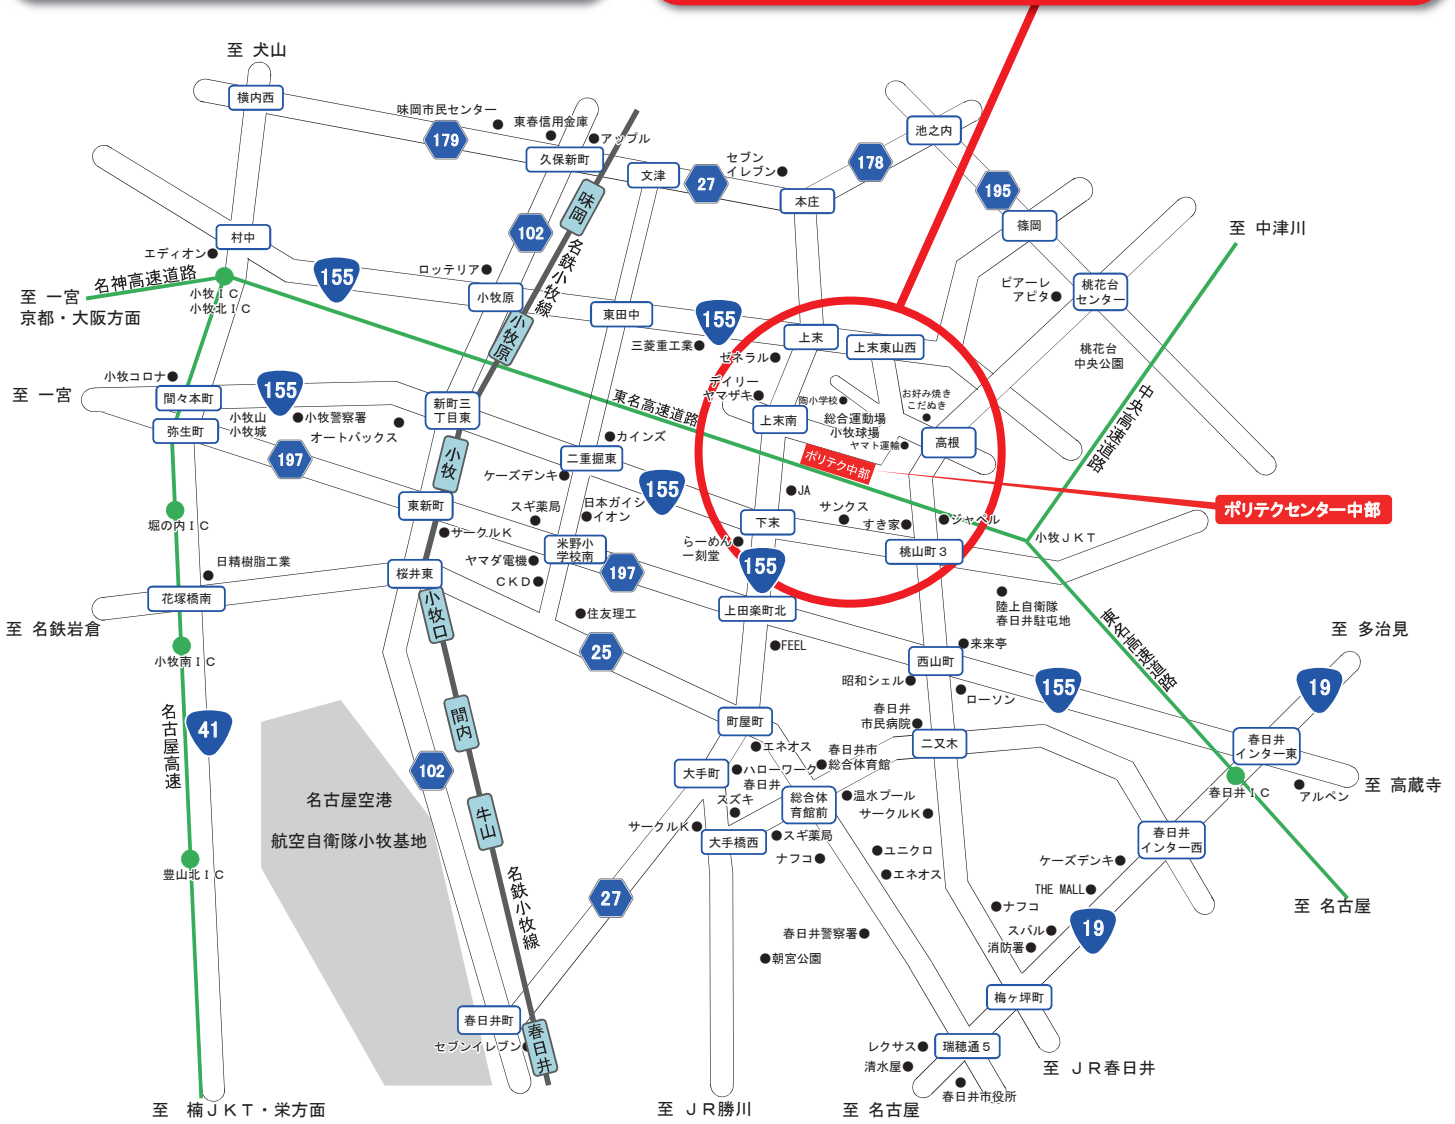 至 犬山
横内西
味岡市民センター
東春信用金庫
アップル
179
久保新町
文津
27
セブン
イレブン
本庄
178
池之内
195
篠岡
味岡
102
村中
エディオン
名神高速道路
至 一宮
京都・大阪方面
小牧ＩＣ
小牧北ＩＣ
155
ロッテリア
小牧原
名鉄小牧線
小牧原
東田中
155
三菱重工業
ゼネラル
上末
上末東山西
ピアーレ
アピタ
桃花台
センター
桃花台
中央公園
至 中津川
中央高速道路
小牧コロナ
至 一宮
間々本町
弥生町
155
小牧山
小牧城
小牧警察署
オートバックス
197
新町三
丁目東
小牧
東名高速道路
デイリー
ヤマザキ
陶小学校
お好み焼き
こだぬき
上末南
総合運動場
小牧球場
ヤマト運輸
高根
ポリテク中部
ポリテクセンター中部
カインズ
二重堀東
ケーズデンキ
155
JA
サンクス
すき家
ジャペル
小牧ＪＫＴ
東新町
堀の内ＩＣ
サークルＫ
スギ薬局
日本ガイシ
イオン
米野小
学校南
ヤマダ電機
ＣＫＤ
197
下末
らーめん
一刻堂
155
桃山町３
日精樹脂工業
桜井東
花塚橋南
至 名鉄岩倉
小牧口
小牧南ＩＣ
住友理工
25
上田楽町北
FEEL
陸上自衛隊
春日井駐屯地
東名高速道路
至 多治見
19
西山町
来来亭
昭和シェル
ローソン
155
春日井
市民病院
二又木
春日井
インター東
至 高蔵寺
アルペン
春日井ＩＣ
名古屋高速
41
間内
102
名古屋空港
航空自衛隊小牧基地
牛山
町屋町
エネオス
大手町
ハローワーク
春日井
スズキ
春日井市
総合体育館
総合体
育館前
温水プール
サークルＫ
サークルＫ
大手橋西
スギ薬局
ナフコ
ユニクロ
エネオス
春日井
インター西
ケーズデンキ
THE MALL
ナフコ
スバル
消防署
19
至 名古屋
豊山北ＩＣ
名鉄小牧線
27
春日井警察署
朝宮公園
梅ヶ坪町
春日井町
セブンイレブン
春日井
レクサス
清水屋
瑞穂通５
春日井市役所
至 ＪＲ春日井
至 楠ＪＫＴ・栄方面
至 ＪＲ勝川
至 名古屋